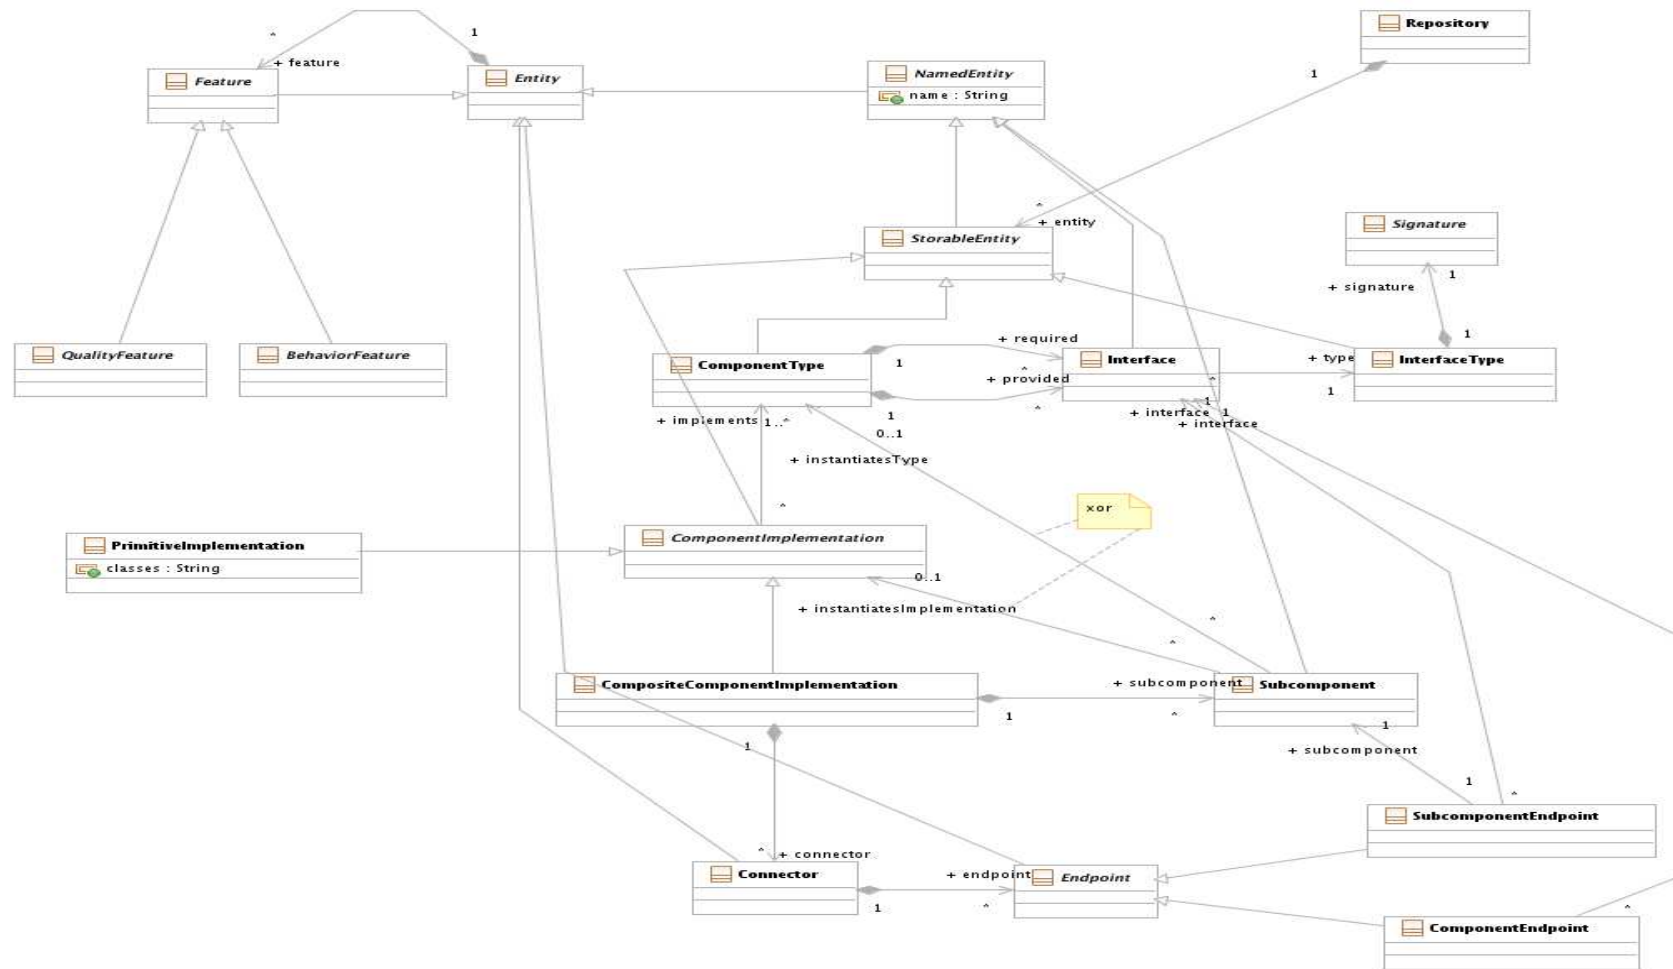 Repository
1
^
+ feature
Entity
NamedEntity
1
Feature
name : String
^
+ entity
Signature
StorableEntity
1
+ signature
1
+ required
QualityFeature
BehaviorFeature
ComponentType
1
Interface
+ type
InterfaceType
^
+ provided
^
1
1
^
1
+ implements
1..^
0..1
+ interface
1
+ interface
+ instantiatesType
^
xor
ComponentImplementation
PrimitiveImplementation
classes : String
0..1
+ instantiatesImplementation
^
^
CompositeComponentImplementation
+ subcomponent
Subcomponent
1
^
1
1
+ subcomponent
1
^
SubcomponentEndpoint
^
+ connector
Connector
+ endpoint
Endpoint
1
^
^
ComponentEndpoint